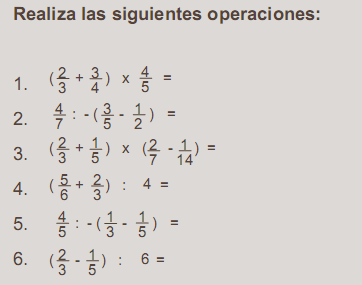 Realiza las siguientes operaciones:
1. (2/3 + 3/4) x 4/5 =
2. 4/7 : -(3/5 - 1/2) =
3. (2/3 + 1/5) x (2/7 - 1/14) =
4. (5/6 + 2/3) : 4 =
5. 4/5 : -(1/3 - 1/5) =
6. (2/3 - 1/5) : 6 =